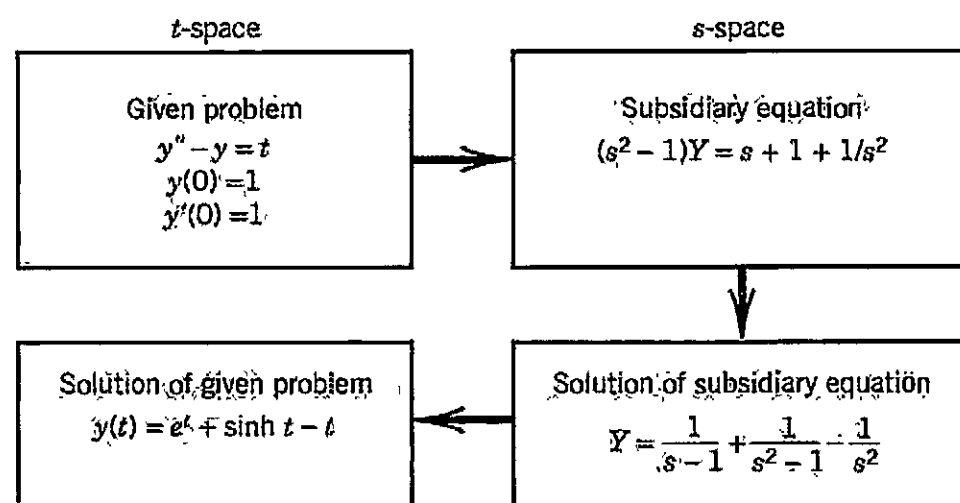 t-space
s-space
Given problem
y" – y = t
y(0) = 1
y'(0) = 1
Subsidiary equation
(s² – 1)Y = s + 1 + 1/s²
Solution of given problem
y(t) = eᵗ + sinh t – t
Solution of subsidiary equation
Y = 1/(s – 1) + 1/(s² – 1) – 1/s²